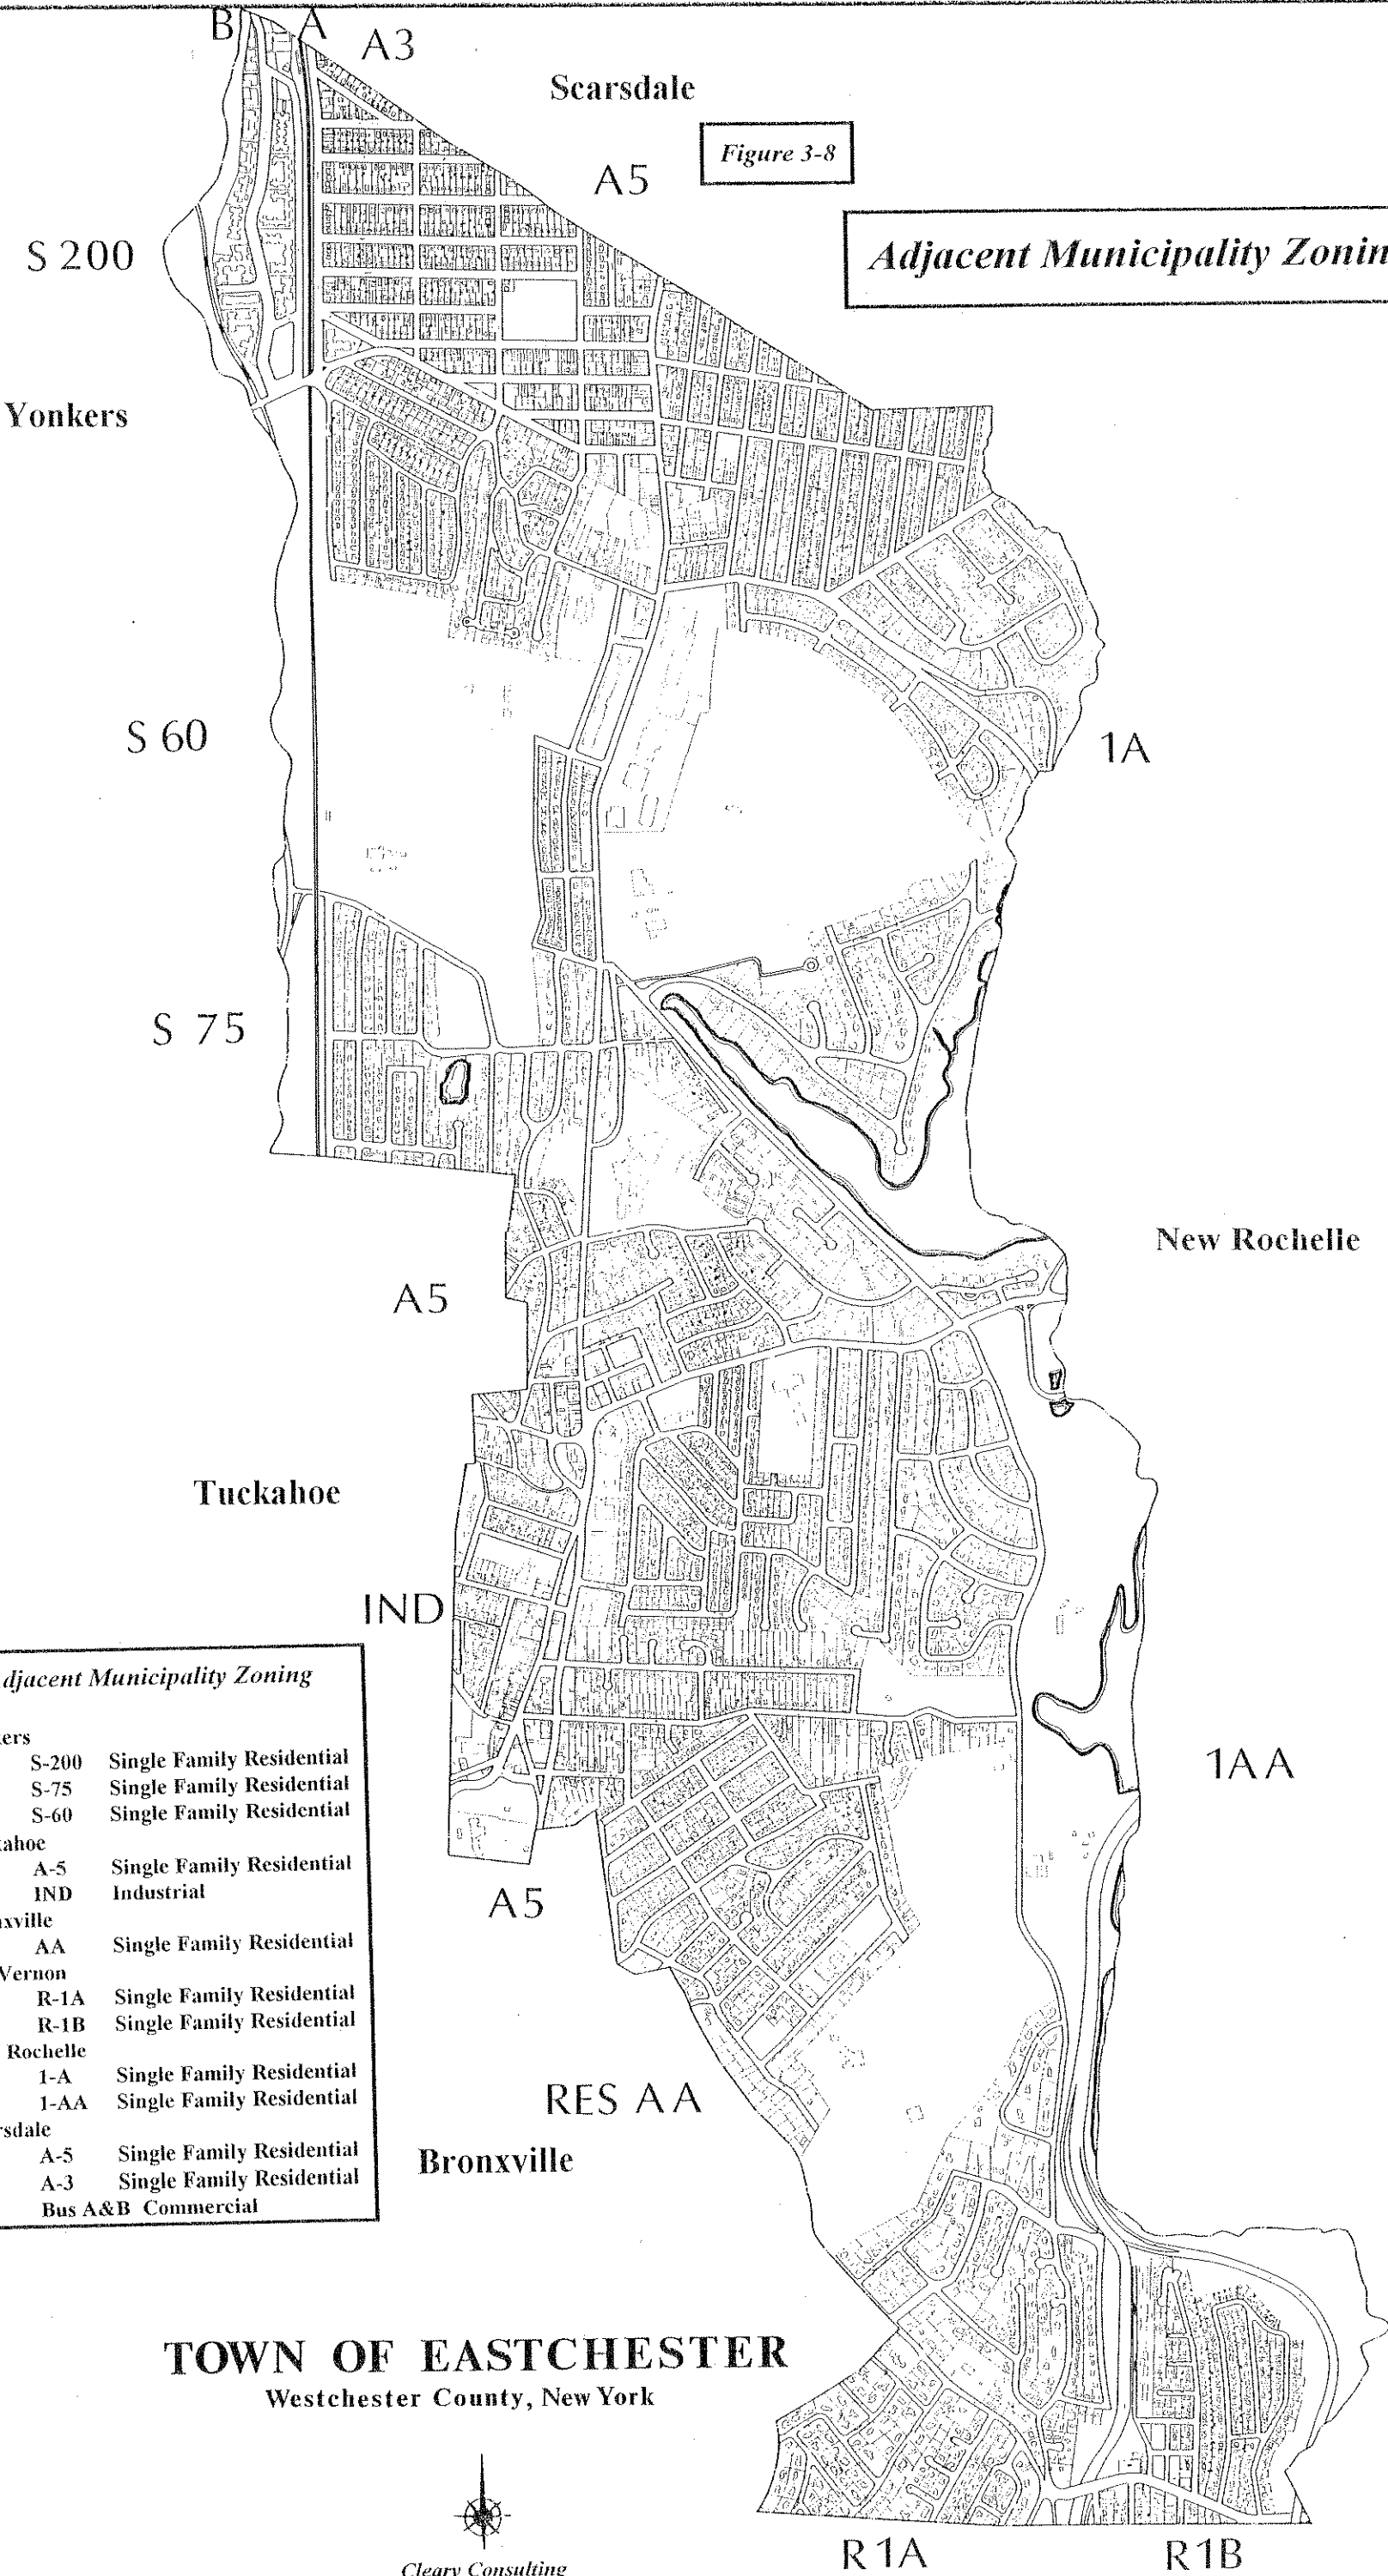 B A
A3
Scarsdale
Figure 3-8
A5
S 200
Adjacent Municipality Zonin
Yonkers
S 60
1A
S 75
New Rochelle
A5
Tuckahoe
IND
djacent Municipality Zoning
ers
S-200 Single Family Residential
S-75 Single Family Residential
S-60 Single Family Residential
ahoe
A-5 Single Family Residential
IND Industrial
xville
AA Single Family Residential
Vernon
R-1A Single Family Residential
R-1B Single Family Residential
Rochelle
1-A Single Family Residential
1-AA Single Family Residential
rsdale
A-5 Single Family Residential
A-3 Single Family Residential
Bus A&B Commercial
1AA
A5
RES AA
Bronxville
TOWN OF EASTCHESTER
Westchester County, New York
Cleary Consulting
R 1A
R 1B